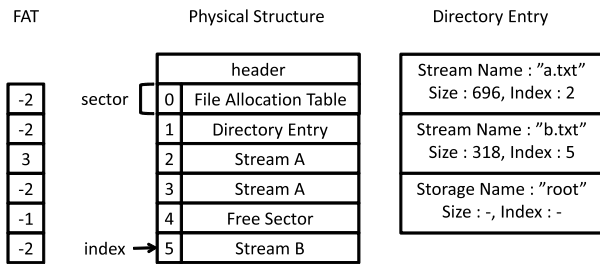 FAT
Physical Structure
Directory Entry
header
sector
index
-2
-2
3
-2
-1
-2
0 File Allocation Table
1 Directory Entry
2 Stream A
3 Stream A
4 Free Sector
5 Stream B
Stream Name : ”a.txt”
Size : 696, Index : 2
Stream Name : ”b.txt”
Size : 318, Index : 5
Storage Name : ”root”
Size : -, Index : -